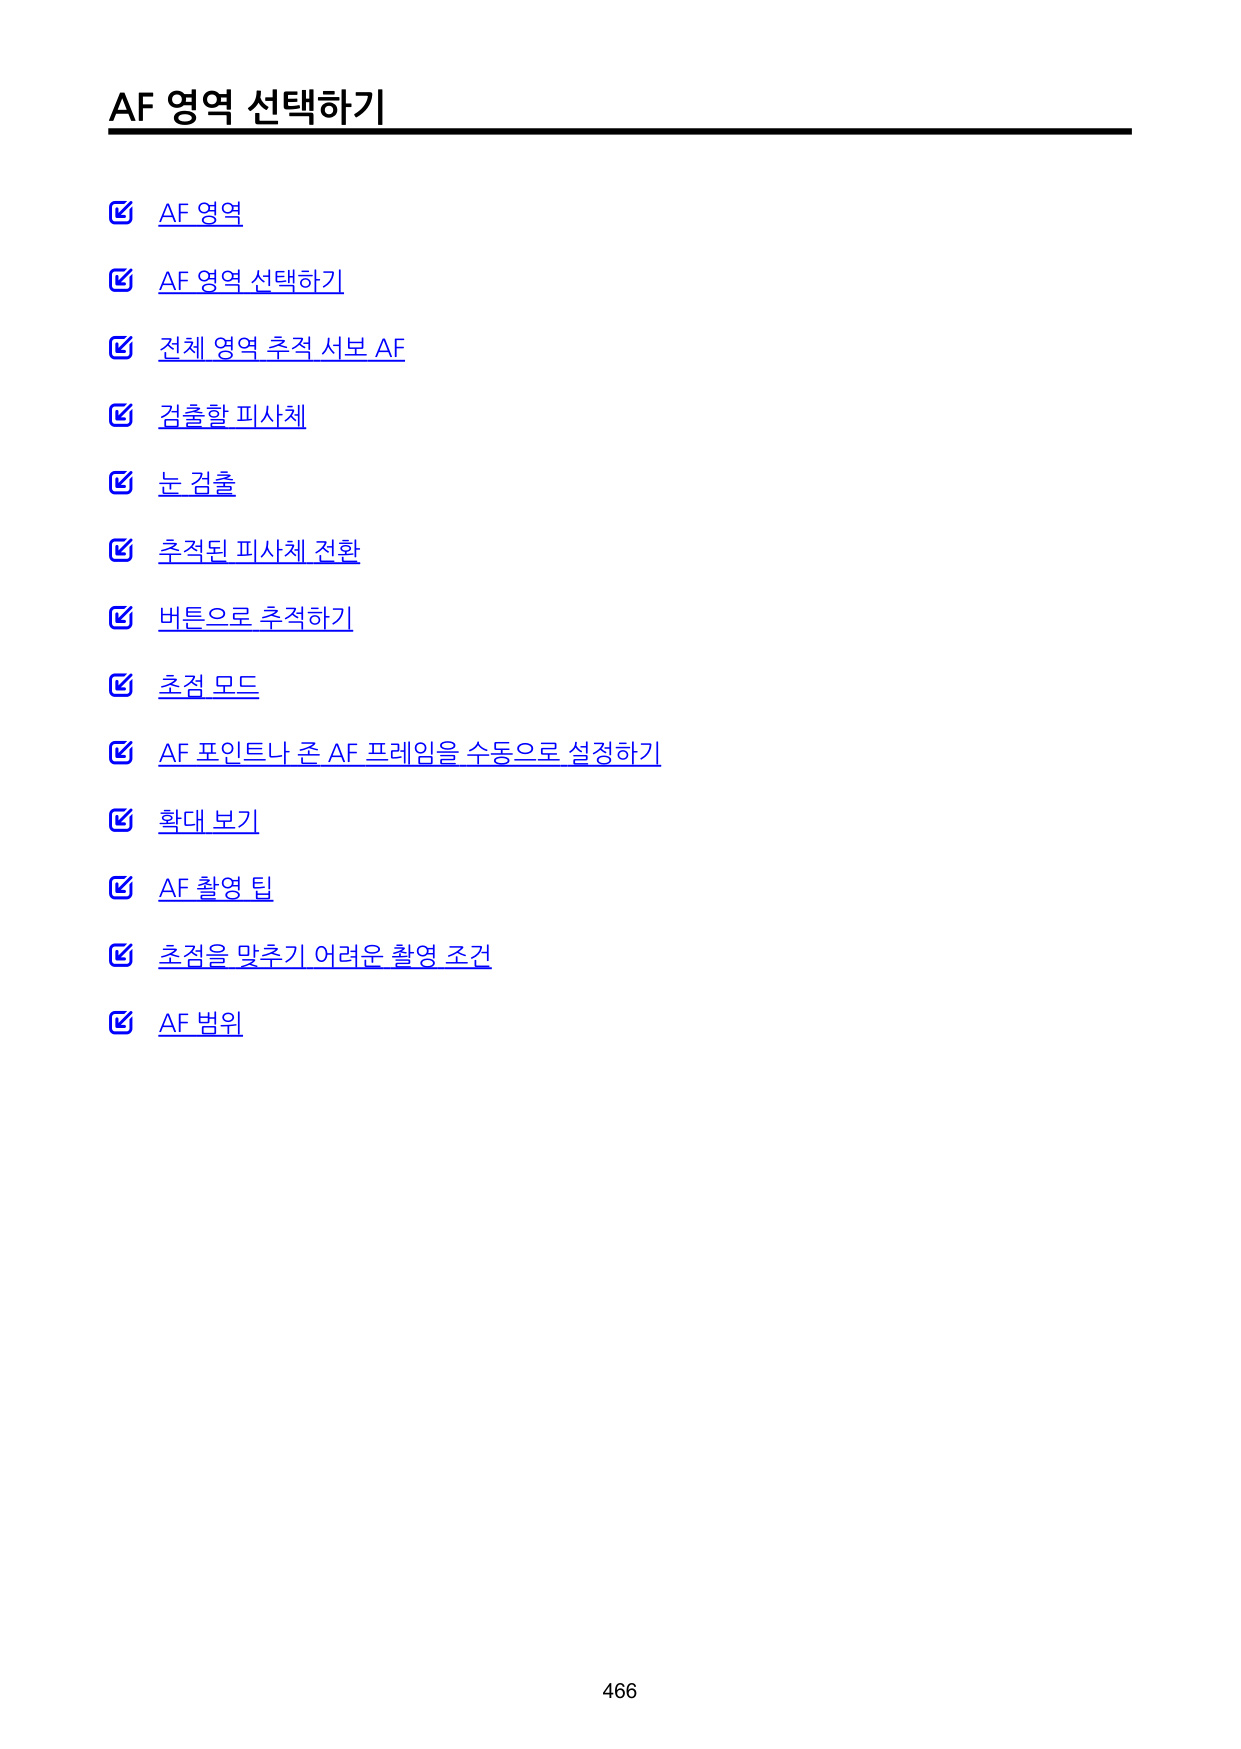 AF 영역 선택하기
AF 영역
AF 영역 선택하기
전체 영역 추적 서보 AF
검출할 피사체
눈 검출
추적된 피사체 전환
버튼으로 추적하기
초점 모드
AF 포인트나 존 AF 프레임을 수동으로 설정하기
확대 보기
AF 촬영 팁
초점을 맞추기 어려운 촬영 조건
AF 범위
466